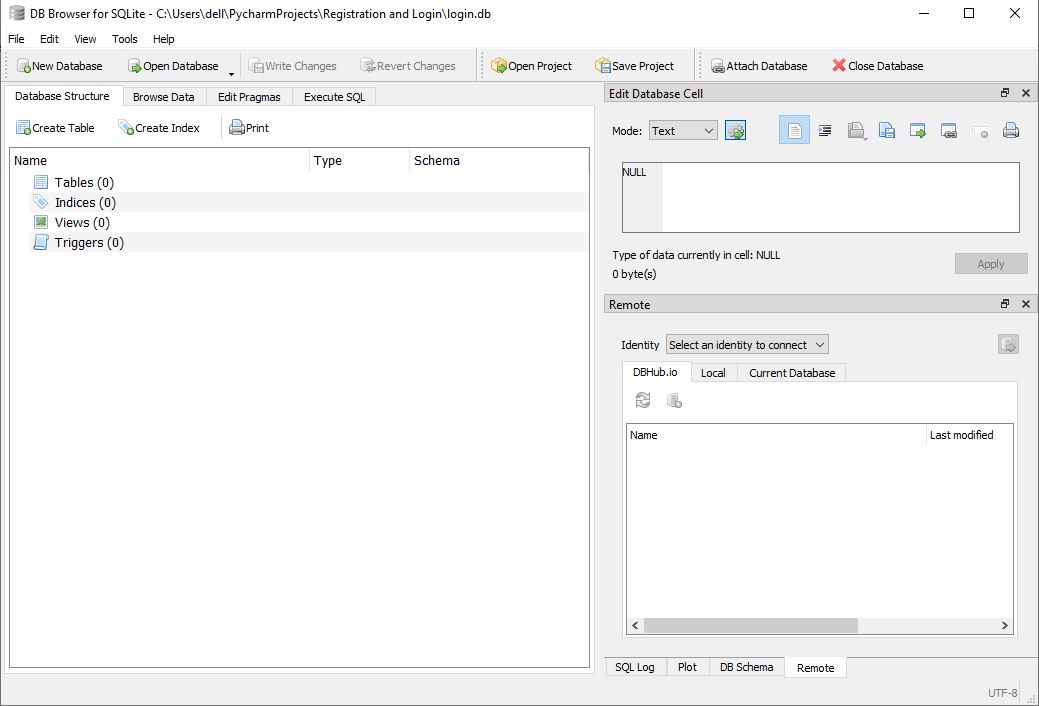 DB Browser for SQLite - C:\Users\dell\PycharmProjects\Registration and Login\login.db
File Edit View Tools Help
New Database Open Database Write Changes Revert Changes Open Project Save Project Attach Database Close Database
Database Structure Browse Data Edit Pragmas Execute SQL
Create Table Create Index Print
Name Type Schema
Tables (0)
Indices (0)
Views (0)
Triggers (0)
Edit Database Cell
Mode: Text
NULL
Type of data currently in cell: NULL
0 byte(s)
Apply
Remote
Identity Select an identity to connect
DBHub.io Local Current Database
Name Last modified
SQL Log Plot DB Schema Remote
UTF-8